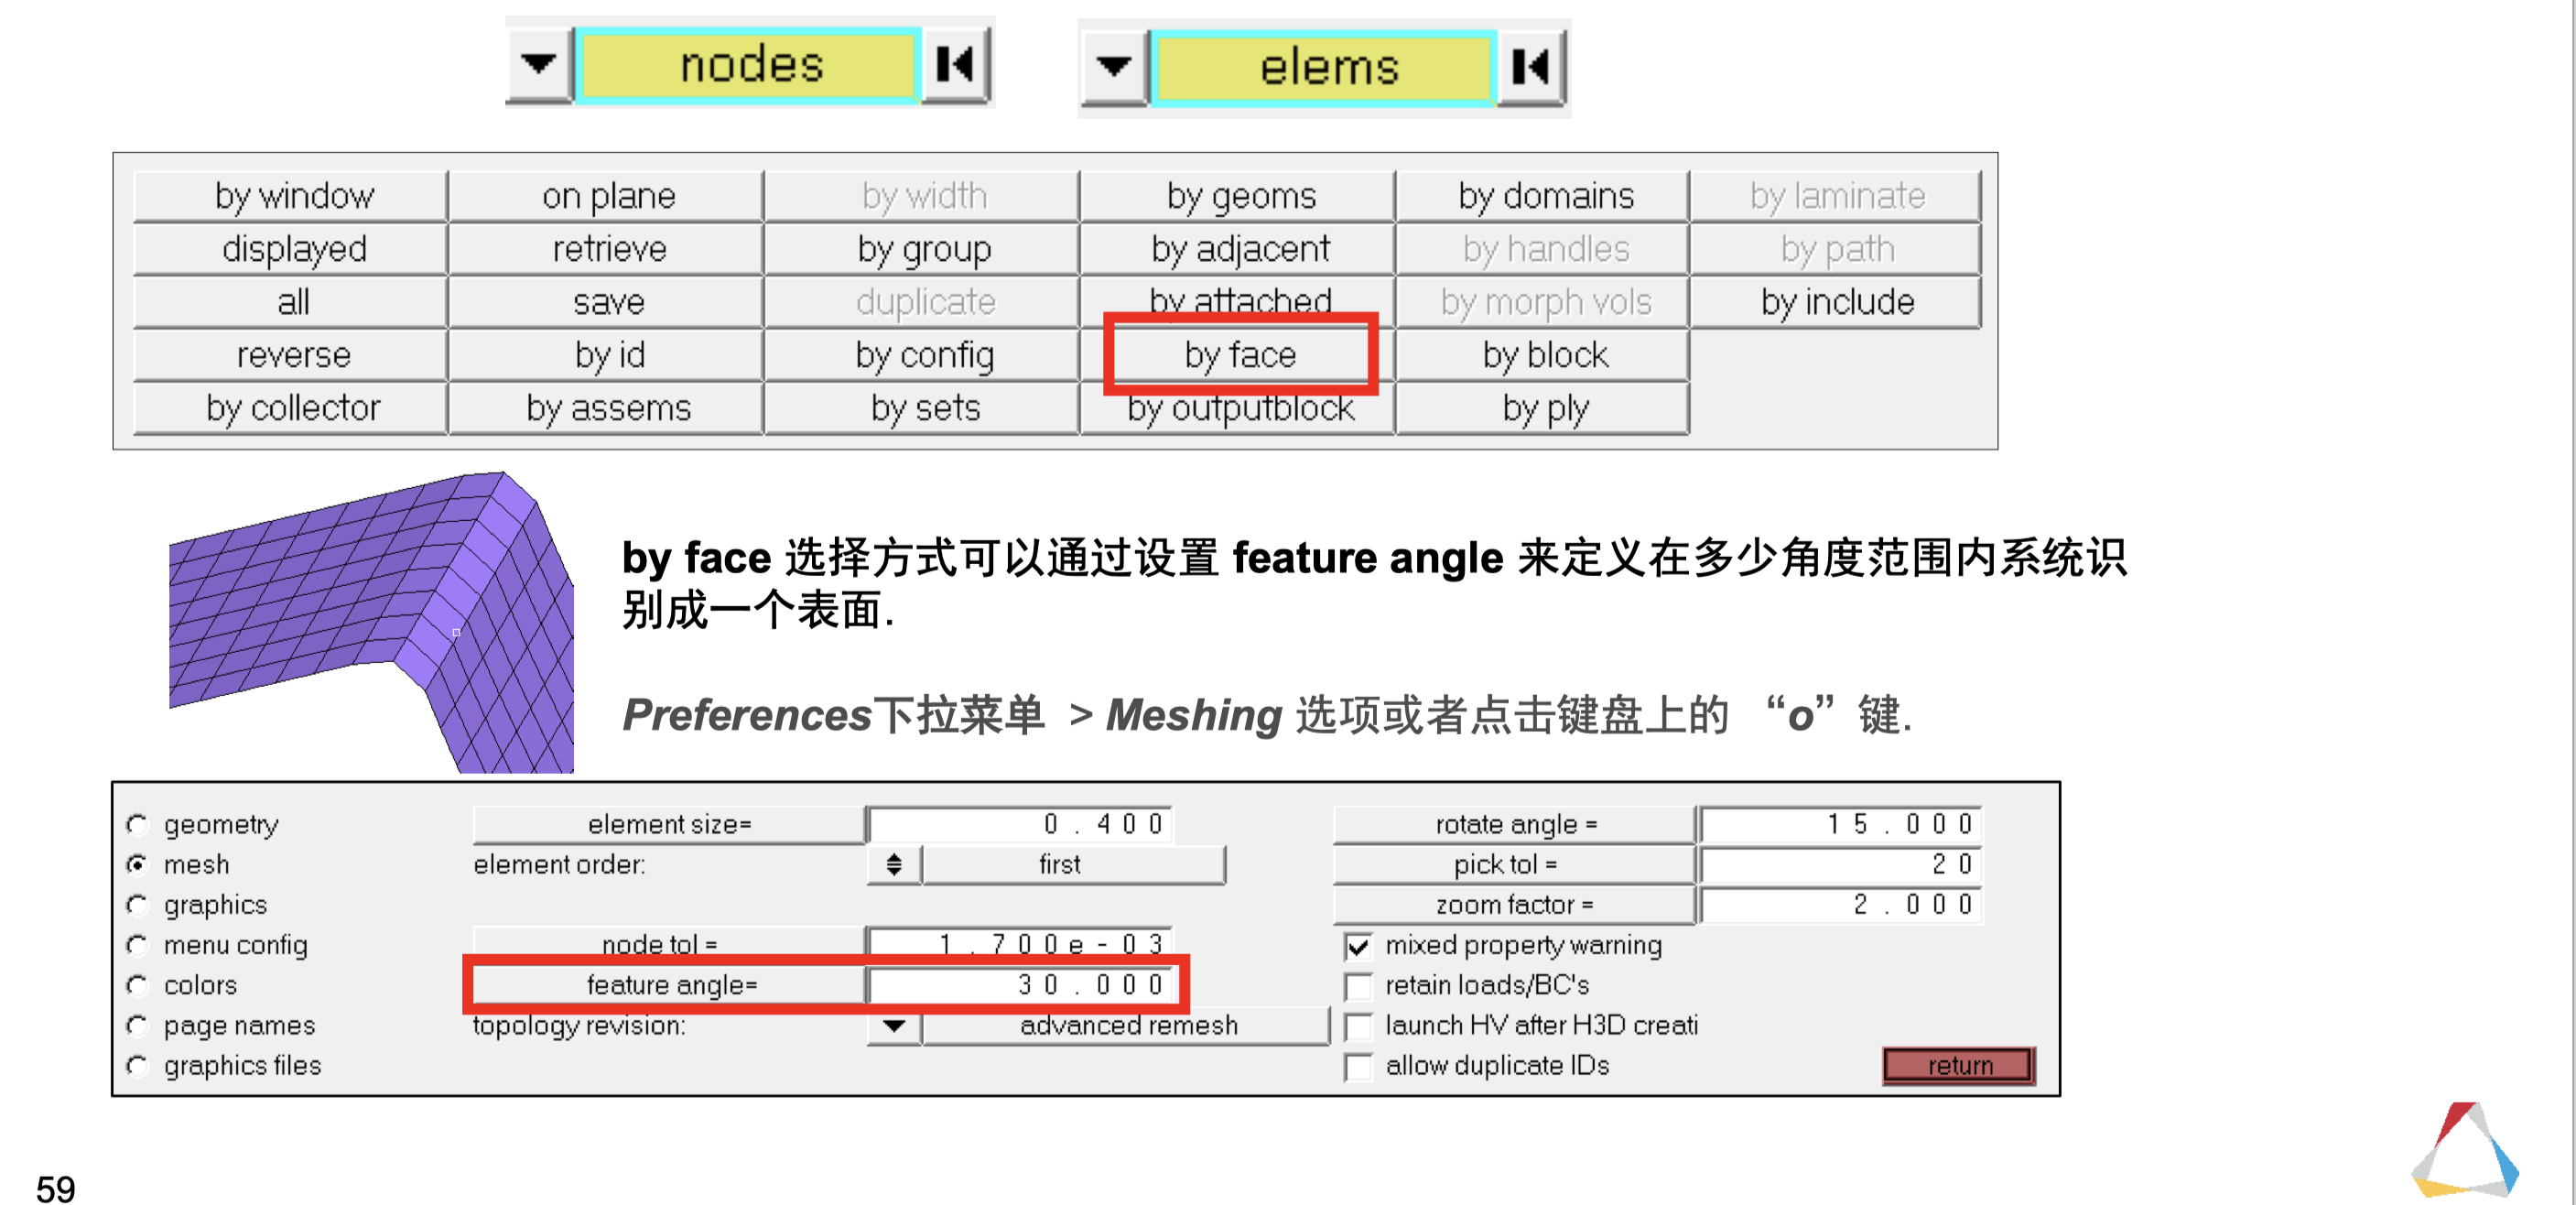 nodes elems
by window on plane by width by geoms by domains by laminate
displayed retrieve by group by adjacent by handles by path
all save duplicate by attached by morph vols by include
reverse by id by config by face by block
by collector by assems by sets by outputblock by ply
by face 选择方式可以通过设置 feature angle 来定义在多少角度范围内系统识
别成一个表面.
Preferences下拉菜单 > Meshing 选项或者点击键盘上的 “o”键.
geometry element size= 0.400 rotate angle = 15.000
mesh element order: first pick tol = 20
graphics zoom factor = 2.000
menu config node tol = 1.700e-03 mixed property warning
colors feature angle= 30.000 retain loads/BC's
page names topology revision: advanced remesh launch HV after H3D creati
graphics files allow duplicate IDs return
59